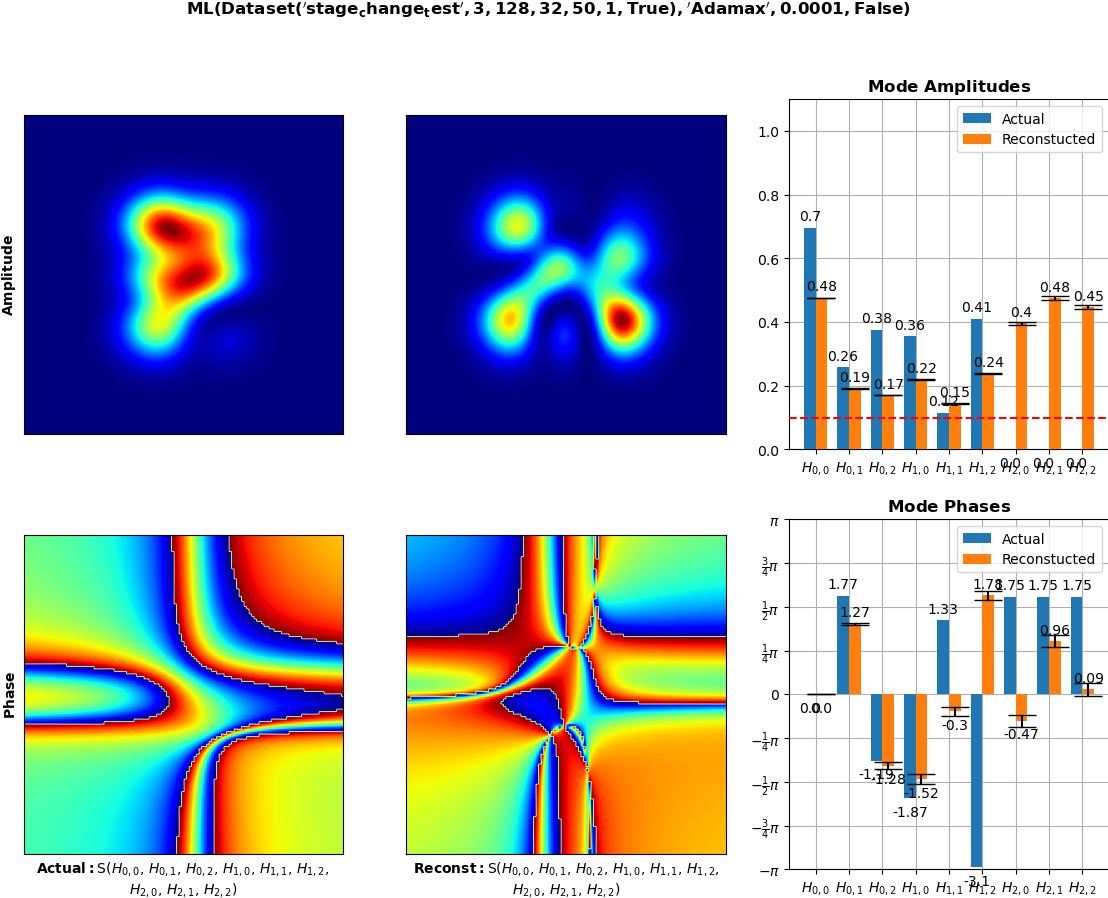 ML(Dataset('stage_change_test', 3, 128, 32, 50, 1, True), 'Adamax', 0.0001, False)
Amplitude
Mode Amplitudes
Actual
Reconstucted
1.0
0.8
0.6
0.4
0.2
0.0
0.7
0.48
0.26
0.19
0.38
0.17
0.36
0.22
0.12
0.15
0.41
0.24
0.0
0.4
0.0
0.48
0.0
0.45
H0,0 H0,1 H0,2 H1,0 H1,1 H1,2 H2,0 H2,1 H2,2
Phase
Actual: S(H0,0, H0,1, H0,2, H1,0, H1,1, H1,2,
H2,0, H2,1, H2,2)
Reconst: S(H0,0, H0,1, H0,2, H1,0, H1,1, H1,2,
H2,0, H2,1, H2,2)
Mode Phases
Actual
Reconstucted
π
3/4π
1/2π
1/4π
0
−1/4π
−1/2π
−3/4π
−π
0.0
0.0
1.77
1.27
-1.19
-1.28
-1.87
-1.52
1.33
-0.3
-3.1
1.78
1.75
-0.47
1.75
0.96
1.75
0.09
H0,0 H0,1 H0,2 H1,0 H1,1 H1,2 H2,0 H2,1 H2,2